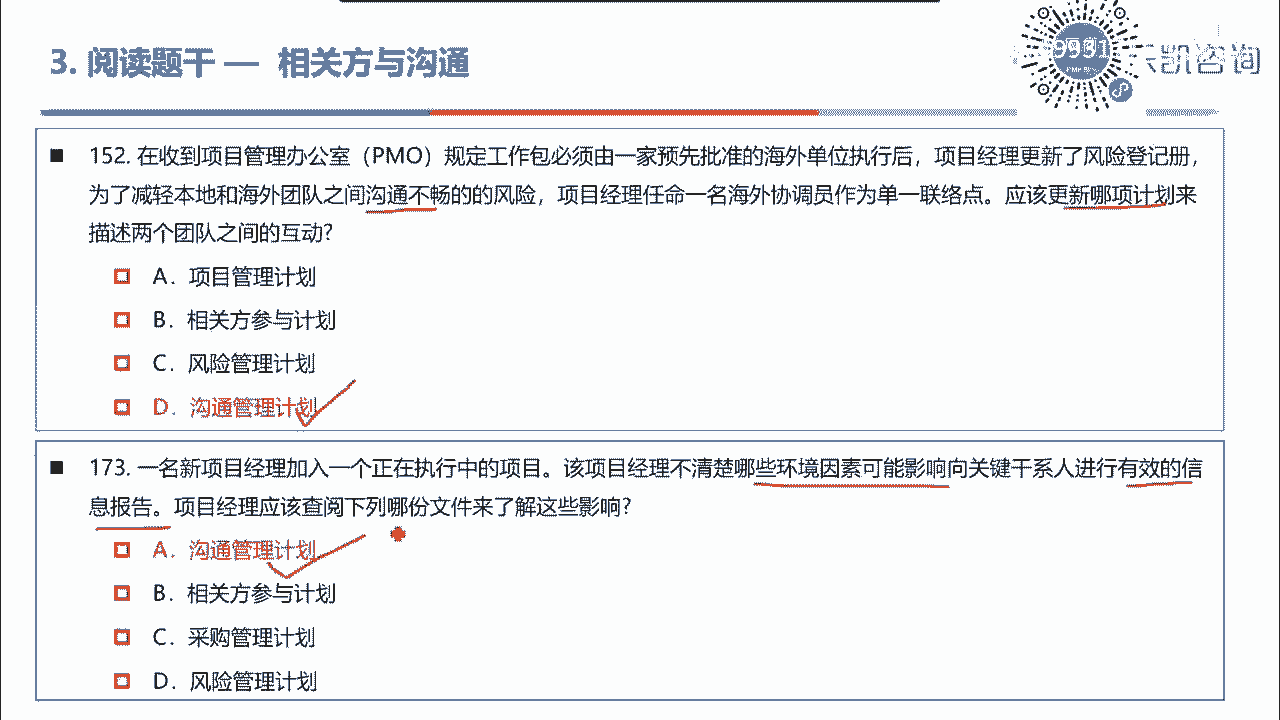 3. 阅读题干 — 相关方与沟通
■ 152. 在收到项目管理办公室（PMO）规定工作包必须由一家预先批准的海外单位执行后，项目经理更新了风险登记册，
为了减轻本地和海外团队之间沟通不畅的的风险，项目经理任命一名海外协调员作为单一联络点。应该更新哪项计划来
描述两个团队之间的互动?
A. 项目管理计划
B. 相关方参与计划
C. 风险管理计划
D. 沟通管理计划
■ 173. 一名新项目经理加入一个正在执行中的项目。该项目经理不清楚哪些环境因素可能影响向关键干系人进行有效的信
息报告。项目经理应该查阅下列哪份文件来了解这些影响?
A. 沟通管理计划
B. 相关方参与计划
C. 采购管理计划
D. 风险管理计划
凯咨询